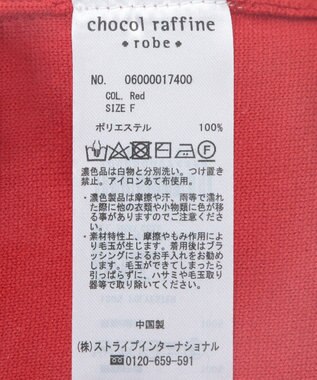 chocol raffine
robe
NO. 06000017400
COL. Red
SIZE F
ポリエステル 100%
濃色品は白物と分別洗い。つけ置き
禁止。アイロンあて布使用。
・濃色製品は摩擦や汗、雨等で濡れ
た際に他の衣類や小物類に色が移
る事がありますのでご注意くださ
い。
・素材特性上、摩擦やもみ作用によ
り毛玉が生じます。着用後はブラ
ッシングによるお手入れをお勧め
します。毛玉ができてしまったら
引っぱらずに、ハサミや毛玉取り
器等で取り除いてください。
中国製
(株)ストライプインターナショナル
0120-659-591